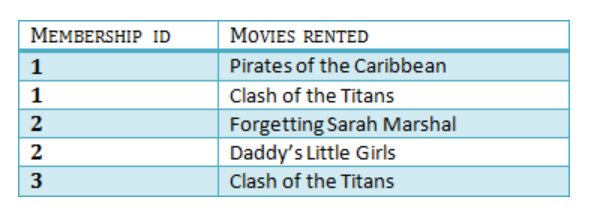 MEMBERSHIP ID MOVIES RENTED
1 Pirates of the Caribbean
1 Clash of the Titans
2 Forgetting Sarah Marshal
2 Daddy's Little Girls
3 Clash of the Titans